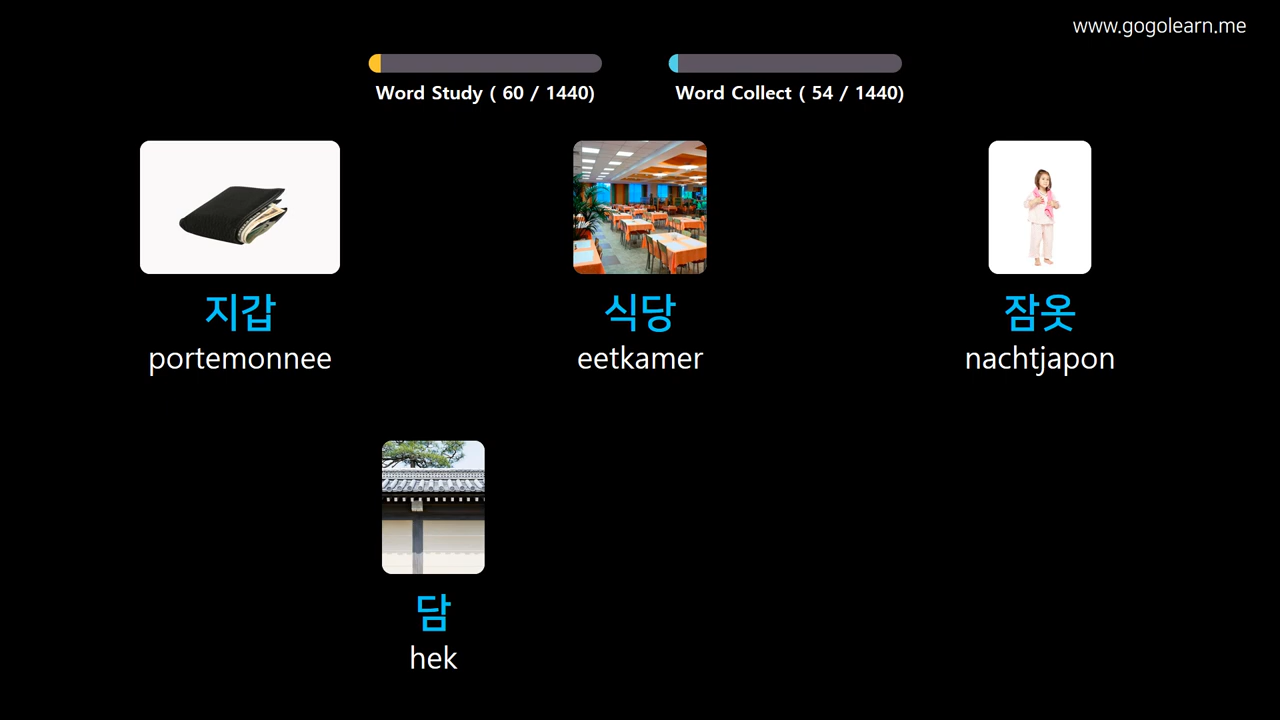 www.gogolearn.me
Word Study ( 60 / 1440)
Word Collect ( 54 / 1440)
지갑
portemonnee
식당
eetkamer
잠옷
nachtjapon
담
hek